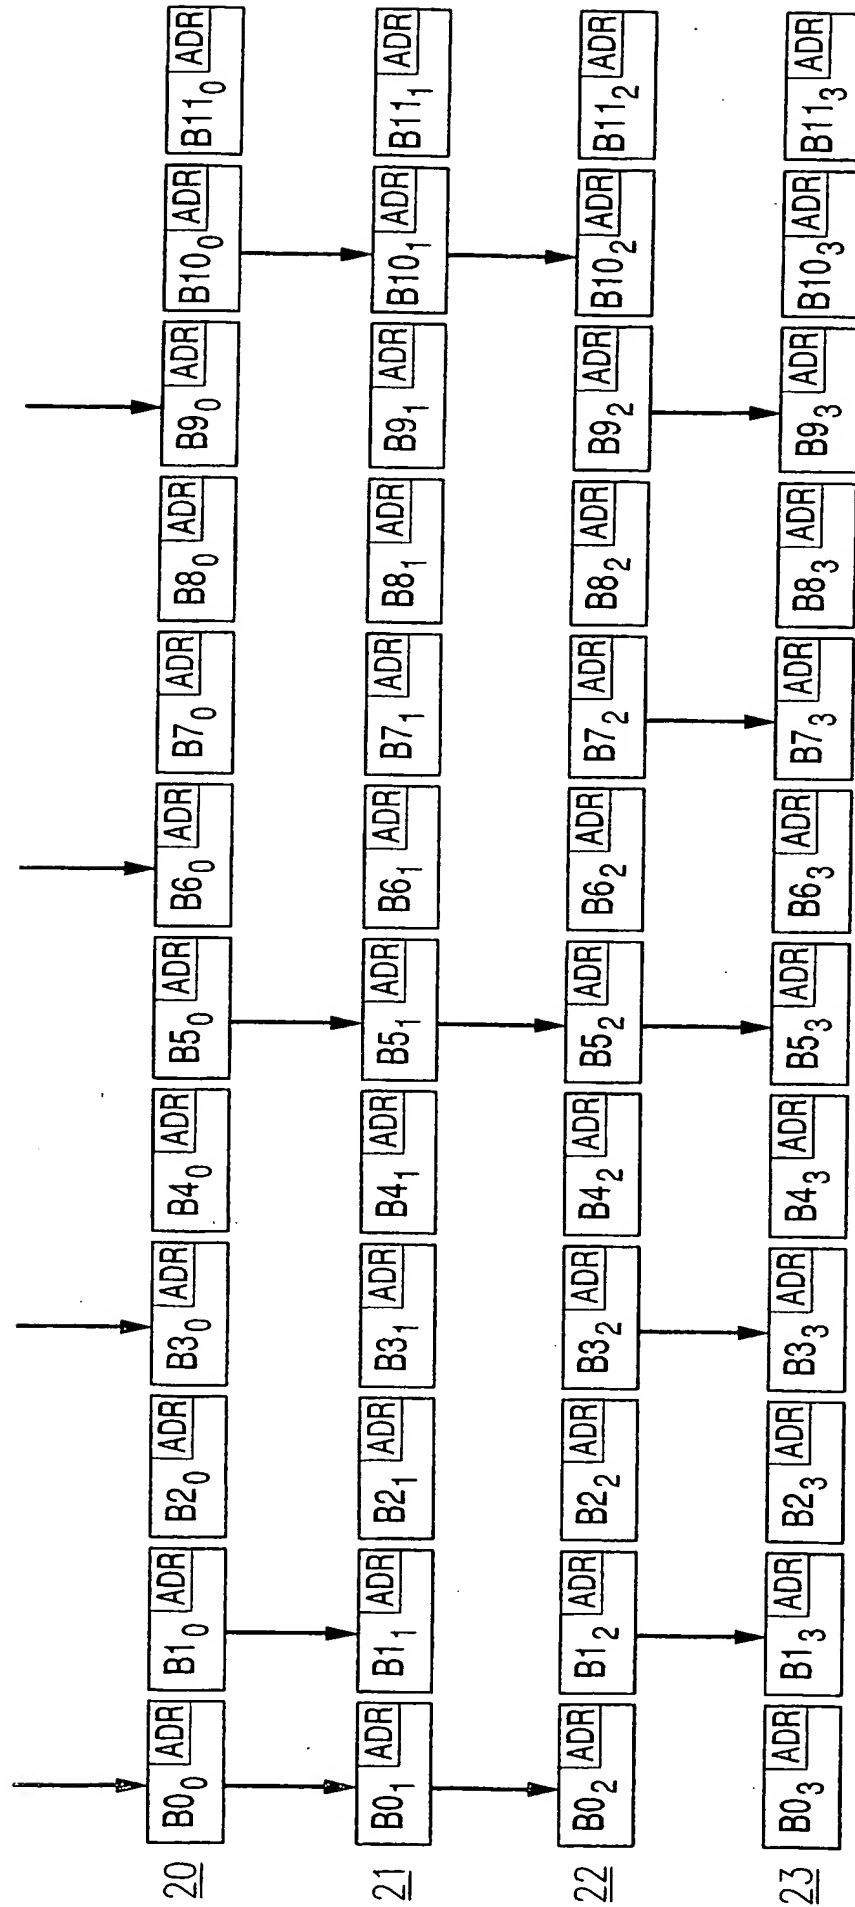 20 B0₀ ADR B1₀ ADR B2₀ ADR B3₀ ADR B4₀ ADR B5₀ ADR B6₀ ADR B7₀ ADR B8₀ ADR B9₀ ADR B10₀ ADR B11₀ ADR
21 B0₁ ADR B1₁ ADR B2₁ ADR B3₁ ADR B4₁ ADR B5₁ ADR B6₁ ADR B7₁ ADR B8₁ ADR B9₁ ADR B10₁ ADR B11₁ ADR
22 B0₂ ADR B1₂ ADR B2₂ ADR B3₂ ADR B4₂ ADR B5₂ ADR B6₂ ADR B7₂ ADR B8₂ ADR B9₂ ADR B10₂ ADR B11₂ ADR
23 B0₃ ADR B1₃ ADR B2₃ ADR B3₃ ADR B4₃ ADR B5₃ ADR B6₃ ADR B7₃ ADR B8₃ ADR B9₃ ADR B10₃ ADR B11₃ ADR